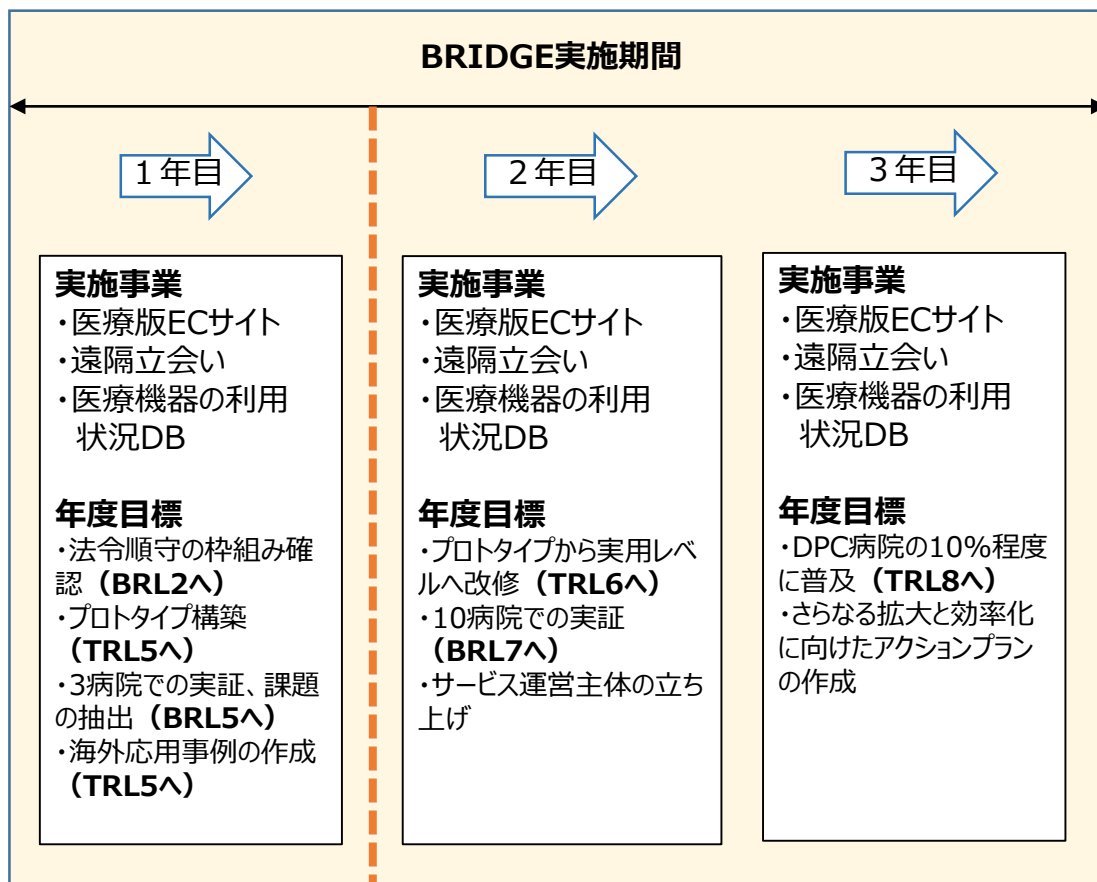 BRIDGE実施期間
1年目
2年目
3年目
実施事業
・医療版ECサイト
・遠隔立会い
・医療機器の利用
状況DB
年度目標
・法令順守の枠組み確
認（BRL2へ）
・プロトタイプ構築
（TRL5へ）
・3病院での実証、課題
の抽出（BRL5へ）
・海外応用事例の作成
（TRL5へ）
実施事業
・医療版ECサイト
・遠隔立会い
・医療機器の利用
状況DB
年度目標
・プロトタイプから実用レベ
ルへ改修（TRL6へ）
・10病院での実証
（BRL7へ）
・サービス運営主体の立ち
上げ
実施事業
・医療版ECサイト
・遠隔立会い
・医療機器の利用
状況DB
年度目標
・DPC病院の10%程度
に普及（TRL8へ）
・さらなる拡大と効率化
に向けたアクションプラン
の作成